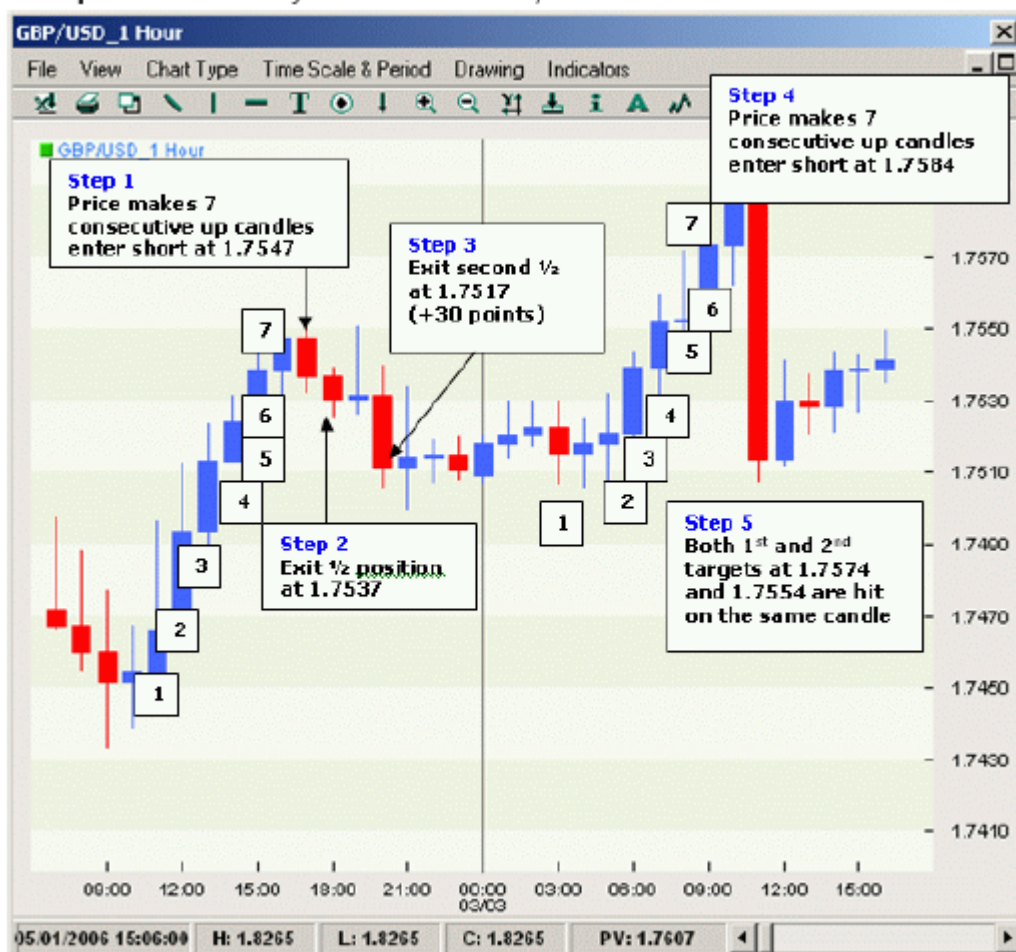 GBP/USD_1 Hour
File View Chart Type Time Scale & Period Drawing Indicators
GBP/USD_1 Hour
Step 1
Price makes 7
consecutive up candles
enter short at 1.7547
Step 3
Exit second ½
at 1.7517
(+30 points)
Step 4
Price makes 7
consecutive up candles
enter short at 1.7584
Step 2
Exit ½ position
at 1.7537
Step 5
Both 1st and 2nd
targets at 1.7574
and 1.7554 are hit
on the same candle
1
2
3
4
5
6
7
1
2
3
4
5
6
7
1.7570
1.7550
1.7530
1.7510
1.7490
1.7470
1.7450
1.7430
1.7410
09:00 12:00 15:00 18:00 21:00 00:00 03:00 06:00 09:00 12:00 15:00
03/03
05/01/2006 15:06:00 H: 1.8265 L: 1.8265 C: 1.8265 PV: 1.7607